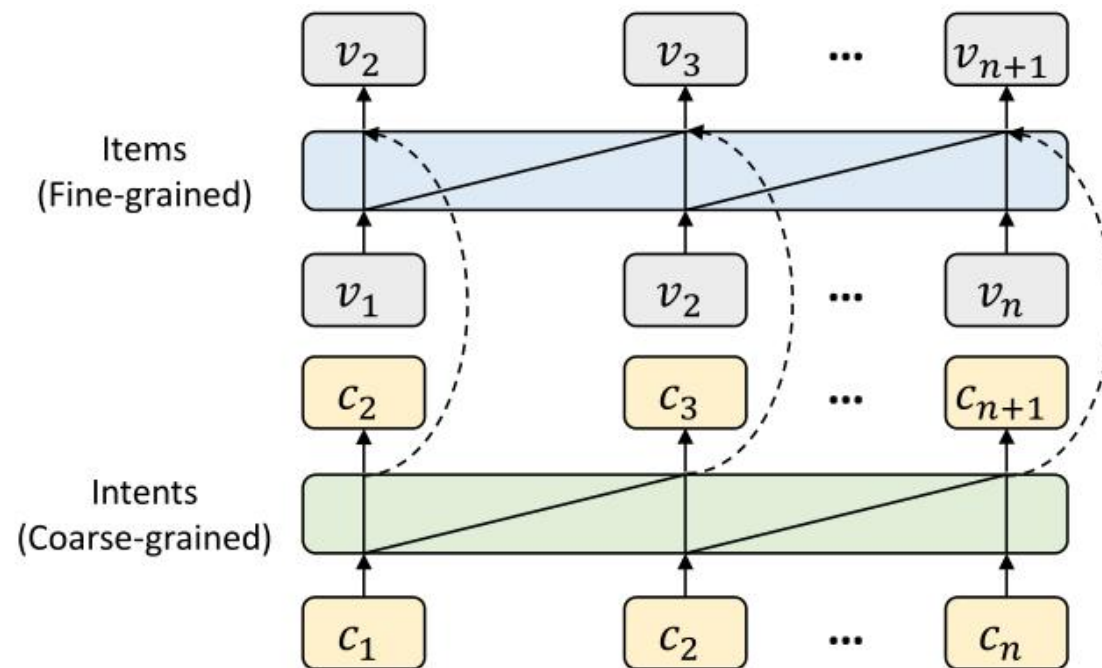 v₂ v₃ ... vₙ₊₁
Items
(Fine-grained)
v₁ v₂ ... vₙ
c₂ c₃ ... cₙ₊₁
Intents
(Coarse-grained)
c₁ c₂ ... cₙ